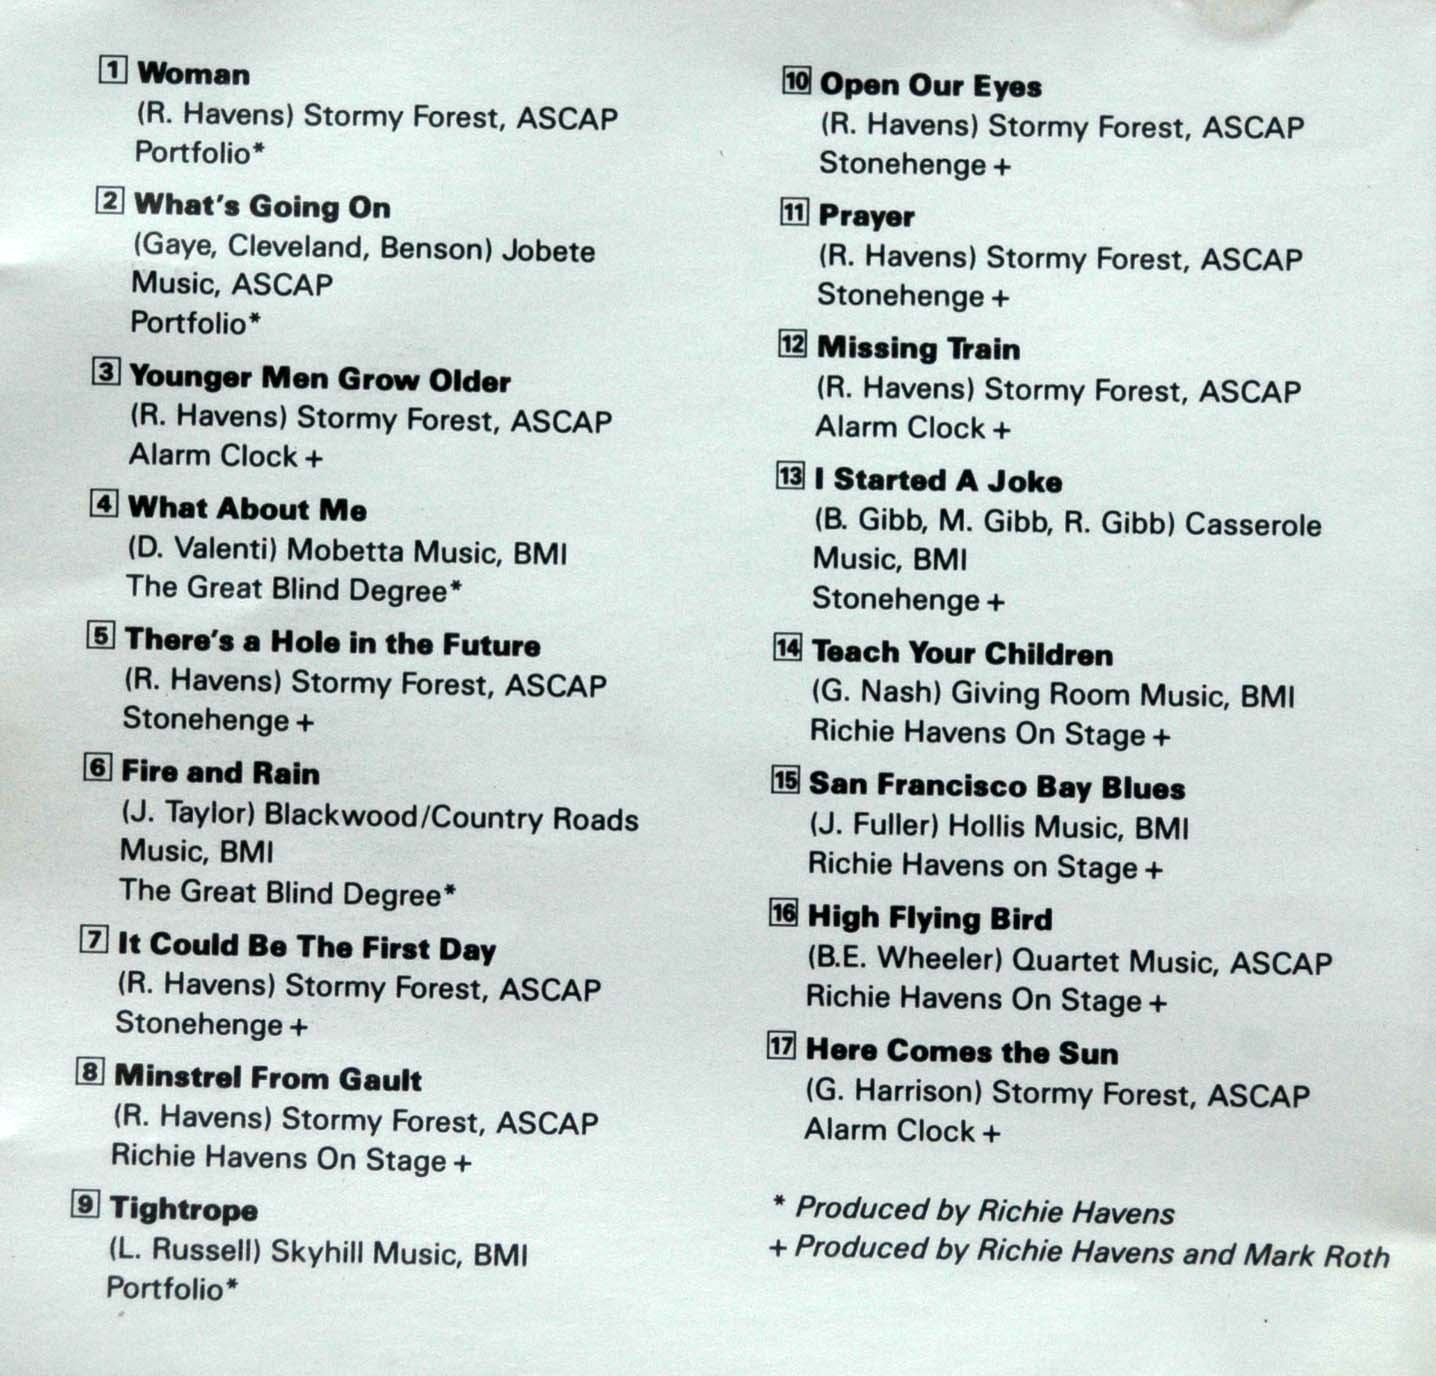 1 Woman
(R. Havens) Stormy Forest, ASCAP
Portfolio*
2 What's Going On
(Gaye, Cleveland, Benson) Jobete
Music, ASCAP
Portfolio*
3 Younger Men Grow Older
(R. Havens) Stormy Forest, ASCAP
Alarm Clock +
4 What About Me
(D. Valenti) Mobetta Music, BMI
The Great Blind Degree*
5 There's a Hole in the Future
(R. Havens) Stormy Forest, ASCAP
Stonehenge +
6 Fire and Rain
(J. Taylor) Blackwood/Country Roads
Music, BMI
The Great Blind Degree*
7 It Could Be The First Day
(R. Havens) Stormy Forest, ASCAP
Stonehenge +
8 Minstrel From Gault
(R. Havens) Stormy Forest, ASCAP
Richie Havens On Stage +
9 Tightrope
(L. Russell) Skyhill Music, BMI
Portfolio*
10 Open Our Eyes
(R. Havens) Stormy Forest, ASCAP
Stonehenge +
11 Prayer
(R. Havens) Stormy Forest, ASCAP
Stonehenge +
12 Missing Train
(R. Havens) Stormy Forest, ASCAP
Alarm Clock +
13 I Started A Joke
(B. Gibb, M. Gibb, R. Gibb) Casserole
Music, BMI
Stonehenge +
14 Teach Your Children
(G. Nash) Giving Room Music, BMI
Richie Havens On Stage +
15 San Francisco Bay Blues
(J. Fuller) Hollis Music, BMI
Richie Havens on Stage +
16 High Flying Bird
(B.E. Wheeler) Quartet Music, ASCAP
Richie Havens On Stage +
17 Here Comes the Sun
(G. Harrison) Stormy Forest, ASCAP
Alarm Clock +
* Produced by Richie Havens
+ Produced by Richie Havens and Mark Roth